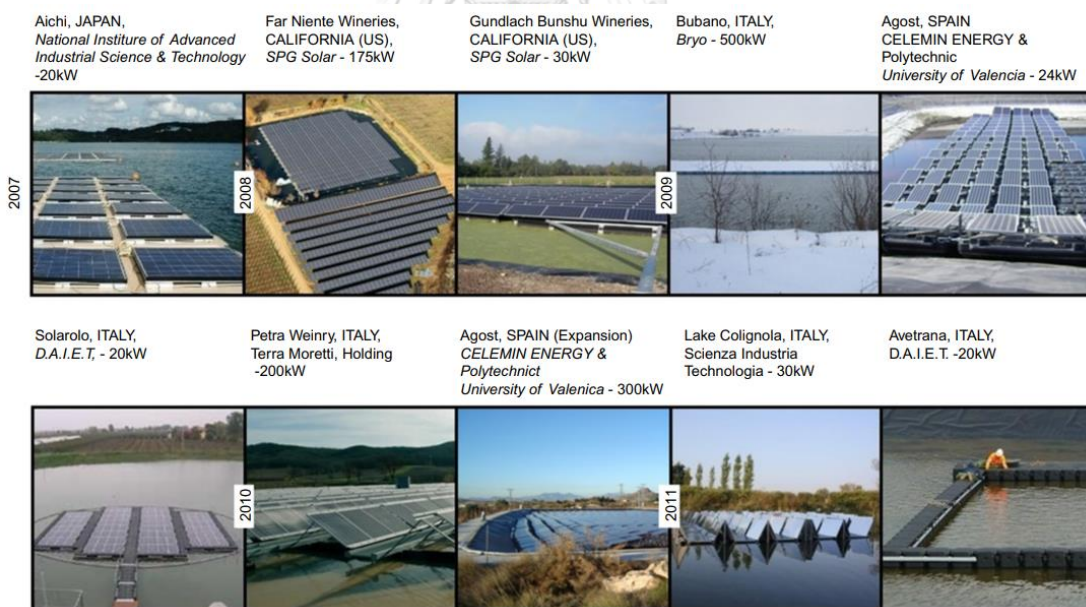 Aichi, JAPAN,
National Institure of Advanced
Industrial Science & Technology
-20kW
Far Niente Wineries,
CALIFORNIA (US),
SPG Solar - 175kW
Gundlach Bunshu Wineries,
CALIFORNIA (US),
SPG Solar - 30kW
Bubano, ITALY,
Bryo - 500kW
Agost, SPAIN
CELEMIN ENERGY &
Polytechnic
University of Valencia - 24kW
2007
2008
2009
Solarolo, ITALY,
D.A.I.E.T, - 20kW
Petra Weinry, ITALY,
Terra Moretti, Holding
-200kW
Agost, SPAIN (Expansion)
CELEMIN ENERGY &
Polytechnict
University of Valenica - 300kW
Lake Colignola, ITALY,
Scienza Industria
Technologia - 30kW
Avetrana, ITALY,
D.A.I.E.T. -20kW
2010
2011